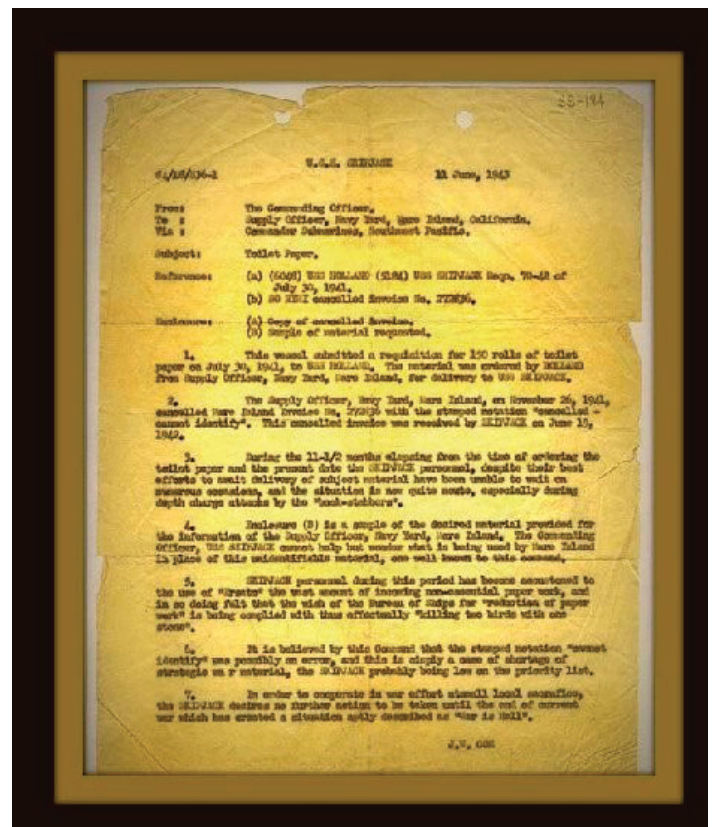 SS-184
U.S.S. SKIPJACK
11 June, 1943
From: The Commanding Officer.
To : Supply Officer, Navy Yard, Mare Island, California.
Via : Commander Submarines, Southwest Pacific.
Subject: Toilet Paper.
Reference: (a) USS HOLLAND USS SKIPJACK Reqn. 70-42 of
July 30, 1941.
(b) SO NYMI cancelled invoice No.
Enclosure: (A) Copy of cancelled invoice.
(B) Sample of material requested.
1. This vessel submitted a requisition for 150 rolls of toilet
paper on July 30, 1941, to USS HOLLAND. The material was ordered by HOLLAND
from Supply Officer, Navy Yard, Mare Island, for delivery to USS SKIPJACK.
2. The Supply Officer, Navy Yard, Mare Island, on November 26, 1941,
cancelled Mare Island Invoice No. with the stamped notation "cancelled -
cannot identify". This cancelled invoice was received by SKIPJACK on June
1942.
3. During the 11-1/2 months elapsing from the time of ordering the
toilet paper and the present date the SKIPJACK personnel, despite their best
efforts to await delivery of subject material have been unable to wait on
numerous occasions, and the situation is now quite acute, especially during
depth charge attacks by the "back-stabbers".
4. Enclosure (B) is a sample of the desired material provided for
the information of the Supply Officer, Navy Yard, Mare Island. The Commanding
Officer, USS SKIPJACK cannot help but wonder what is being used by Mare Island
in place of this unidentifiable material, one well known to this command.
5. SKIPJACK personnel during this period has become accustomed to
the use of the vast amount of incoming non-essential paper work, and
in so doing felt that the wish of the Bureau of Ships for "reduction of paper
work" is being complied with thus effectually "killing two birds with one
stone".
6. It is believed by this Command that the stamped notation "cannot
identify" was possibly an error, and this is simply a case of shortage of
strategic wa r material, the SKIPJACK probably being low on the priority list.
7. In order to cooperate in war effort at small local sacrifice,
the SKIPJACK desires no further action to be taken until the end of current
war which has created a situation aptly described as "War is Hell".
J.W. COE